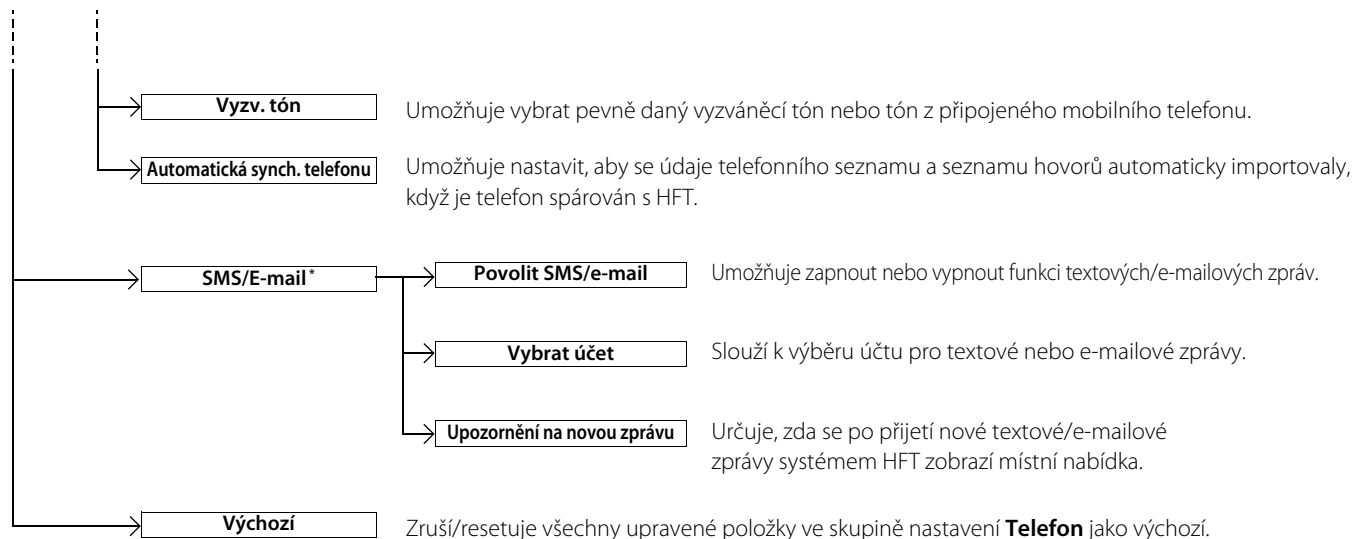 Vyzv. tón
Umožňuje vybrat pevně daný vyzváněcí tón nebo tón z připojeného mobilního telefonu.
Automatická synch. telefonu
Umožňuje nastavit, aby se údaje telefonního seznamu a seznamu hovorů automaticky importovaly,
když je telefon spárován s HFT.
SMS/E-mail*
Povolit SMS/e-mail
Umožňuje zapnout nebo vypnout funkci textových/e-mailových zpráv.
Vybrat účet
Slouží k výběru účtu pro textové nebo e-mailové zprávy.
Upozornění na novou zprávu
Určuje, zda se po přijetí nové textové/e-mailové
zprávy systémem HFT zobrazí místní nabídka.
Výchozí
Zruší/resetuje všechny upravené položky ve skupině nastavení Telefon jako výchozí.